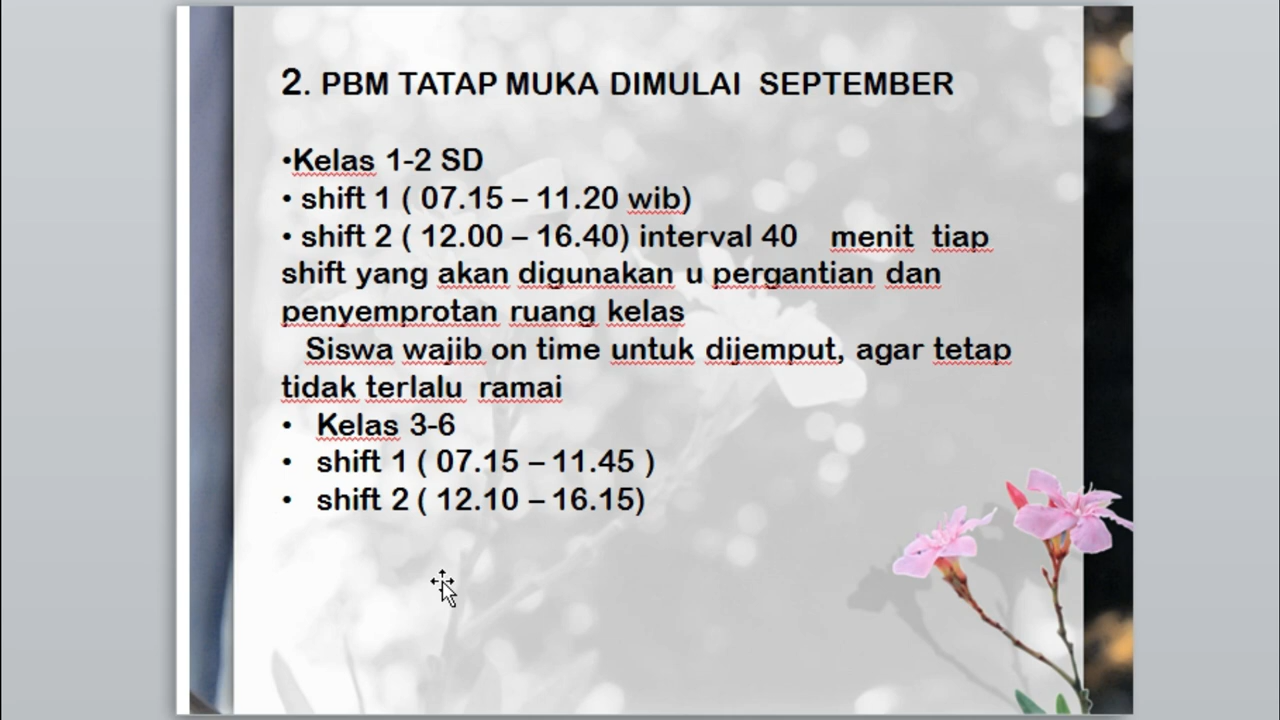 2. PBM TATAP MUKA DIMULAI SEPTEMBER
•Kelas 1-2 SD
• shift 1 ( 07.15 – 11.20 wib)
• shift 2 ( 12.00 – 16.40) interval 40 menit tiap
shift yang akan digunakan u pergantian dan
penyemprotan ruang kelas
Siswa wajib on time untuk dijemput, agar tetap
tidak terlalu ramai
• Kelas 3-6
• shift 1 ( 07.15 – 11.45 )
• shift 2 ( 12.10 – 16.15)